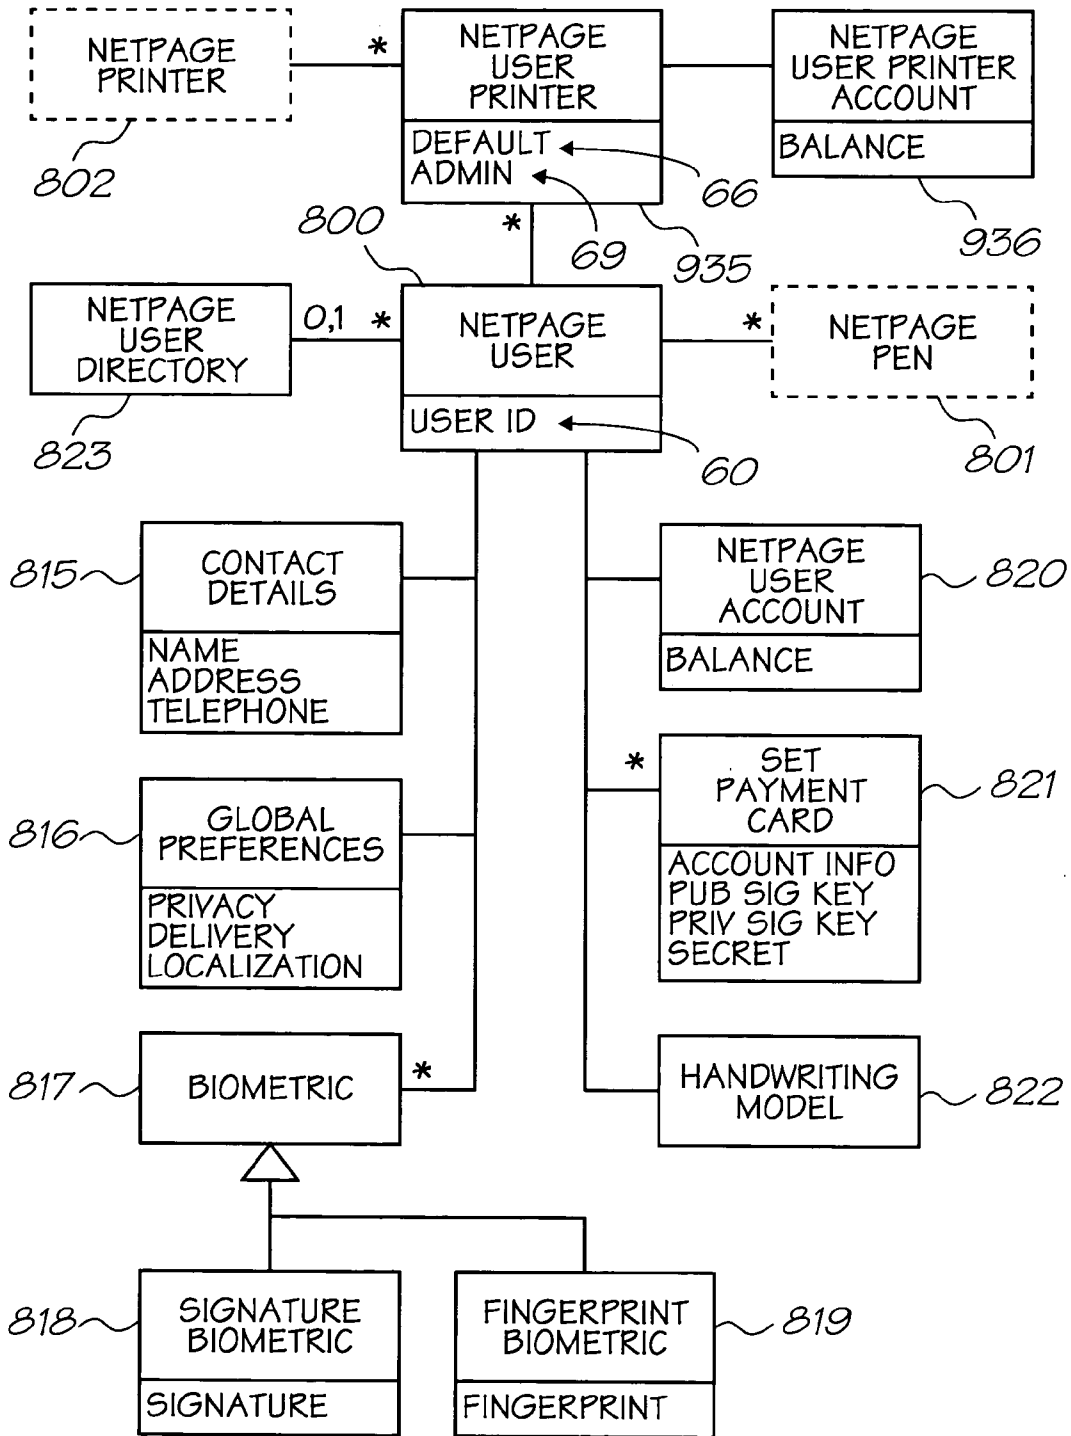 NETPAGE
PRINTER
802
*
NETPAGE
USER
PRINTER
DEFAULT
ADMIN
66
69
935
NETPAGE
USER PRINTER
ACCOUNT
BALANCE
936
*
800
NETPAGE
USER
DIRECTORY
823
0,1
*
NETPAGE
USER
USER ID
60
*
NETPAGE
PEN
801
815
CONTACT
DETAILS
NAME
ADDRESS
TELEPHONE
NETPAGE
USER
ACCOUNT
BALANCE
820
816
GLOBAL
PREFERENCES
PRIVACY
DELIVERY
LOCALIZATION
*
SET
PAYMENT
CARD
ACCOUNT INFO
PUB SIG KEY
PRIV SIG KEY
SECRET
821
817
BIOMETRIC
*
HANDWRITING
MODEL
822
818
SIGNATURE
BIOMETRIC
SIGNATURE
FINGERPRINT
BIOMETRIC
FINGERPRINT
819